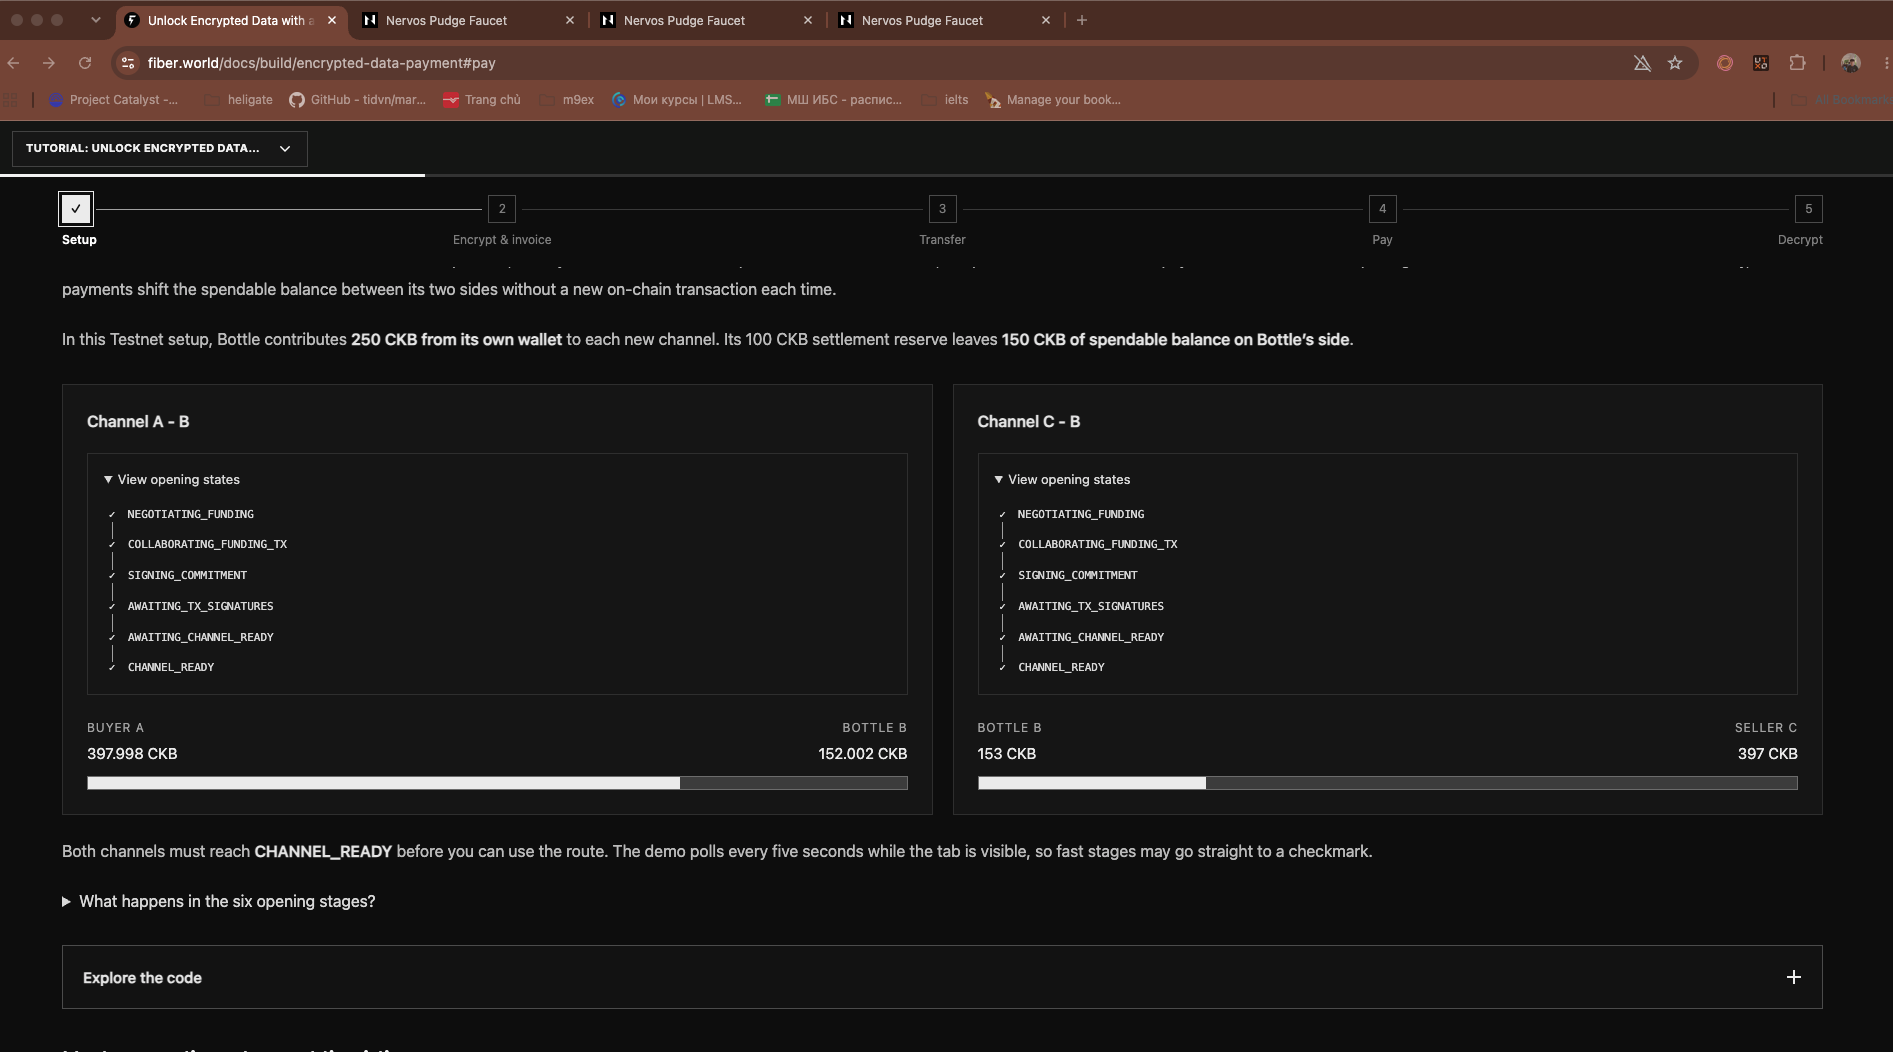 Unlock Encrypted Data with a
Nervos Pudge Faucet
Nervos Pudge Faucet
Nervos Pudge Faucet
fiber.world/docs/build/encrypted-data-payment#pay
Project Catalyst -...
heligate
GitHub - tidvn/mar...
Trang chủ
m9ex
Мои курсы | LMS...
МШ ИБС - распис...
ielts
Manage your book...
All Bookmarks
TUTORIAL: UNLOCK ENCRYPTED DATA...
2
3
4
5
Setup
Encrypt & invoice
Transfer
Pay
Decrypt
payments shift the spendable balance between its two sides without a new on-chain transaction each time.
In this Testnet setup, Bottle contributes 250 CKB from its own wallet to each new channel. Its 100 CKB settlement reserve leaves 150 CKB of spendable balance on Bottle’s side.
Channel A - B
View opening states
NEGOTIATING_FUNDING
COLLABORATING_FUNDING_TX
SIGNING_COMMITMENT
AWAITING_TX_SIGNATURES
AWAITING_CHANNEL_READY
CHANNEL_READY
BUYER A
BOTTLE B
397.998 CKB
152.002 CKB
Channel C - B
View opening states
NEGOTIATING_FUNDING
COLLABORATING_FUNDING_TX
SIGNING_COMMITMENT
AWAITING_TX_SIGNATURES
AWAITING_CHANNEL_READY
CHANNEL_READY
BOTTLE B
SELLER C
153 CKB
397 CKB
Both channels must reach CHANNEL_READY before you can use the route. The demo polls every five seconds while the tab is visible, so fast stages may go straight to a checkmark.
What happens in the six opening stages?
Explore the code